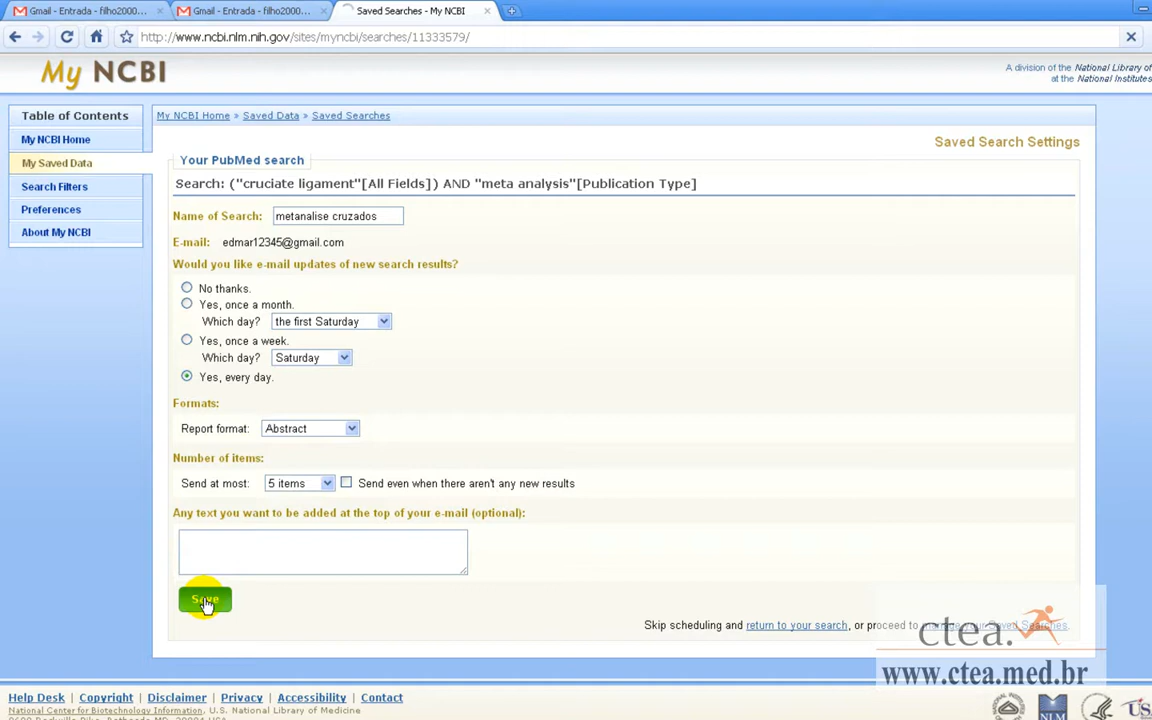 Gmail - Entrada - filho2000...
Gmail - Entrada - filho2000...
Saved Searches - My NCBI
http://www.ncbi.nlm.nih.gov/sites/myncbi/searches/11333579/
My NCBI
A division of the National Library of
at the National Institutes
Table of Contents
My NCBI Home
My Saved Data
Search Filters
Preferences
About My NCBI
My NCBI Home » Saved Data » Saved Searches
Saved Search Settings
Your PubMed search
Search: ("cruciate ligament"[All Fields]) AND "meta analysis"[Publication Type]
Name of Search: metanalise cruzados
E-mail: edmar12345@gmail.com
Would you like e-mail updates of new search results?
No thanks.
Yes, once a month.
Which day? the first Saturday
Yes, once a week.
Which day? Saturday
Yes, every day.
Formats:
Report format: Abstract
Number of items:
Send at most: 5 items Send even when there aren't any new results
Any text you want to be added at the top of your e-mail (optional):
Save
Skip scheduling and return to your search, or proceed to manage your Saved Searches.
ctea.
www.ctea.med.br
Help Desk | Copyright | Disclaimer | Privacy | Accessibility | Contact
National Center for Biotechnology Information, U.S. National Library of Medicine
NLM
US